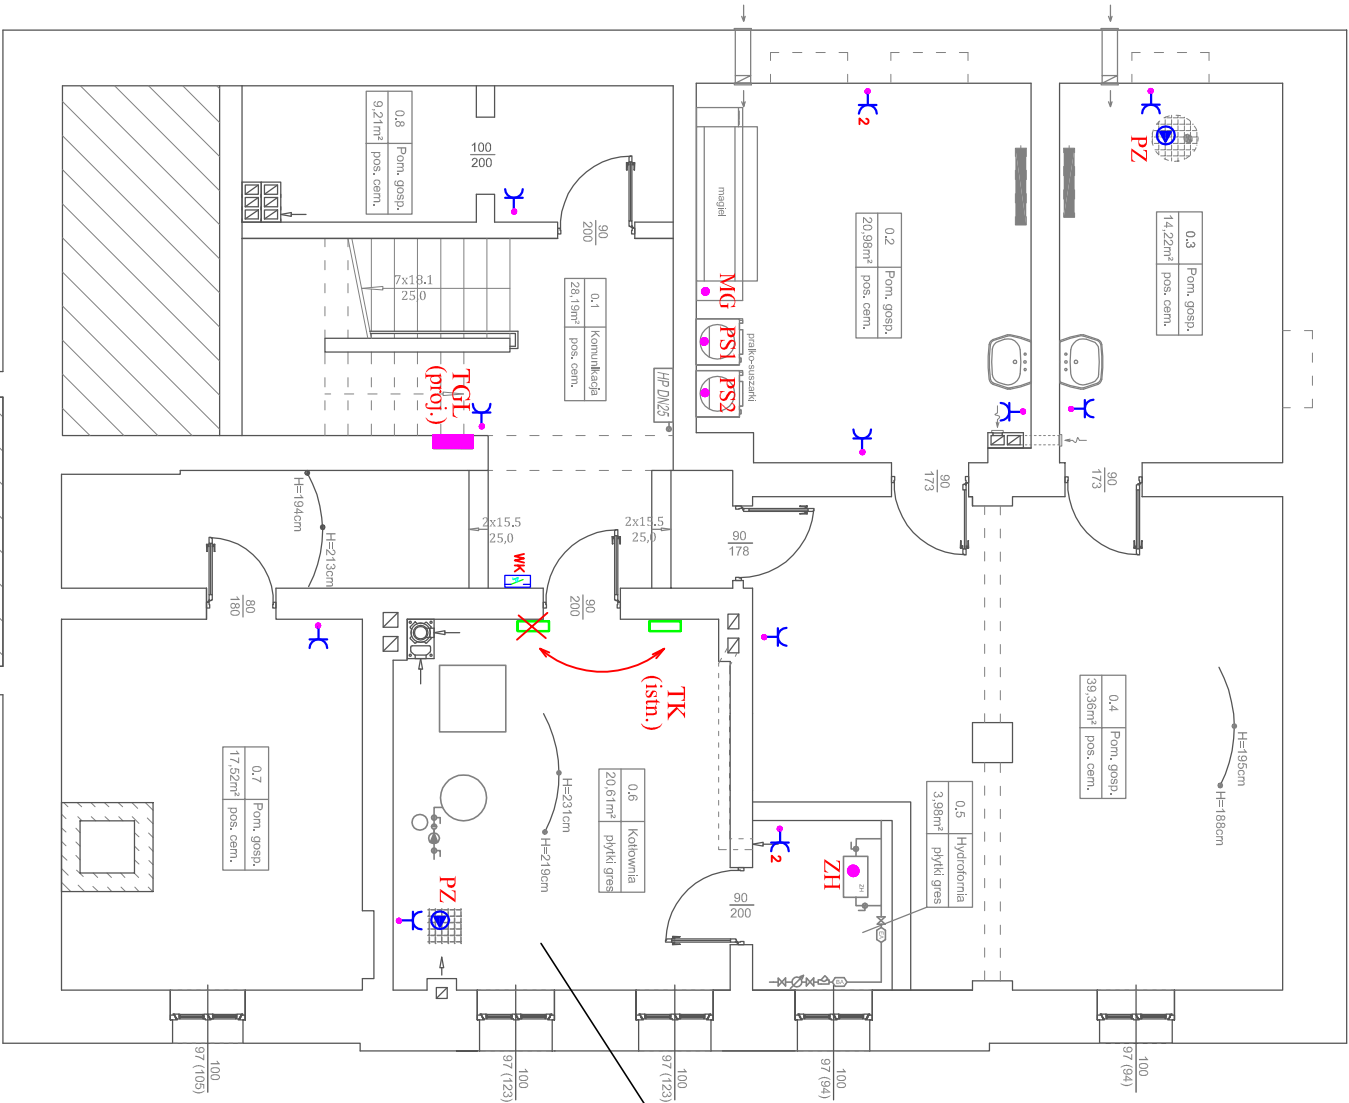 0.8 Pom. gosp.
9,21m² pos. cem.
100
200
90
200
7x18.1
25,0
0.1 Komunikacja
28,19m² pos. cem.
TGL
(proj.)
HP DN25
magiel
MG
PS1
PS2
pralko-suszarki
2
0.2 Pom. gosp.
20,98m² pos. cem.
PZ
0.3 Pom. gosp.
14,22m² pos. cem.
90
173
90
173
H=194cm
H=213cm
2x15.5
25,0
2x15.5
25,0
WK
90
178
80
180
90
200
TK
(istn.)
0.4 Pom. gosp.
39,36m² pos. cem.
H=195cm
H=188cm
0.7 Pom. gosp.
17,52m² pos. cem.
H=231cm
H=219cm
0.6 Kotłownia
20,61m² płytki gres
0.5 Hydrofornia
3,98m² płytki gres
2
ZH
ZH
PZ
90
200
100
97 (105)
100
97 (123)
100
97 (123)
100
97 (94)
100
97 (94)